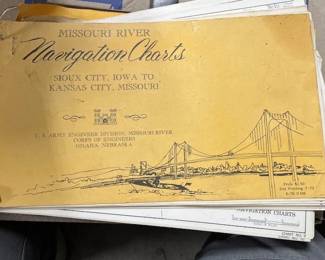 MISSOURI RIVER
Navigation Charts
SIOUX CITY, IOWA TO
KANSAS CITY, MISSOURI
U. S. ARMY ENGINEER DIVISION, MISSOURI RIVER
CORPS OF ENGINEERS
OMAHA, NEBRASKA
NAVIGATION CHARTS